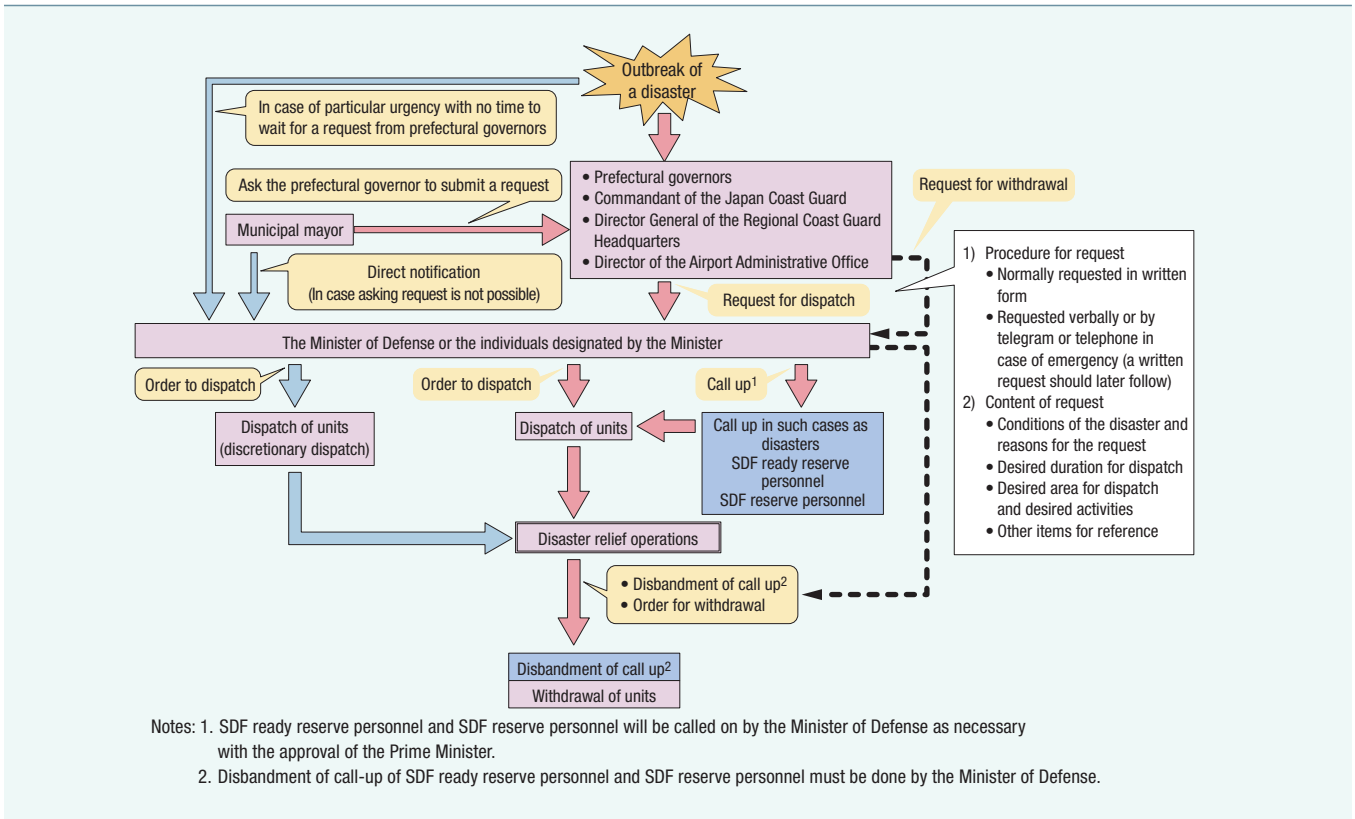 Outbreak of
a disaster
In case of particular urgency with no time to
wait for a request from prefectural governors
Ask the prefectural governor to submit a request
Municipal mayor
• Prefectural governors
• Commandant of the Japan Coast Guard
• Director General of the Regional Coast Guard
Headquarters
• Director of the Airport Administrative Office
Request for withdrawal
Direct notification
(In case asking request is not possible)
Request for dispatch
1) Procedure for request
• Normally requested in written
form
• Requested verbally or by
telegram or telephone in
case of emergency (a written
request should later follow)
2) Content of request
• Conditions of the disaster and
reasons for the request
• Desired duration for dispatch
• Desired area for dispatch
and desired activities
• Other items for reference
The Minister of Defense or the individuals designated by the Minister
Order to dispatch
Order to dispatch
Call up1
Dispatch of units
(discretionary dispatch)
Dispatch of units
Call up in such cases as
disasters
SDF ready reserve
personnel
SDF reserve personnel
Disaster relief operations
• Disbandment of call up2
• Order for withdrawal
Disbandment of call up2
Withdrawal of units
Notes: 1. SDF ready reserve personnel and SDF reserve personnel will be called on by the Minister of Defense as necessary
with the approval of the Prime Minister.
2. Disbandment of call-up of SDF ready reserve personnel and SDF reserve personnel must be done by the Minister of Defense.